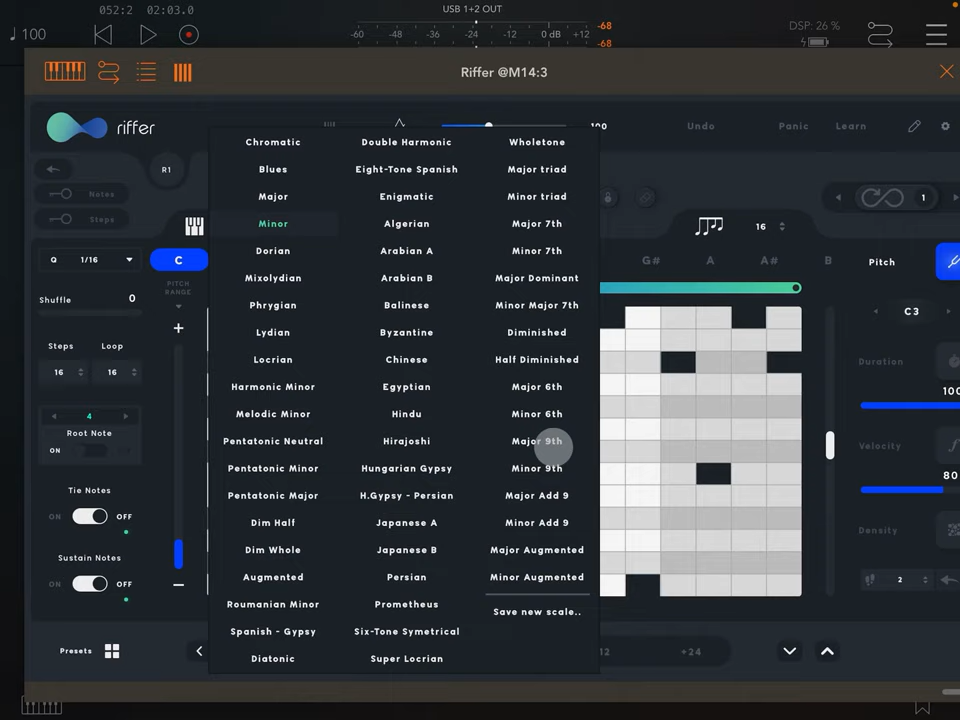 052:2 02:03.0
USB 1+2 OUT
100
-60 -48 -36 -24 -12 0 dB +12
-68
-68
DSP: 26 %
Riffer @M14:3
riffer
100
Undo
Panic
Learn
R1
Notes
Steps
1
16
Q 1/16
C
G# A A# B
Pitch
PITCH
RANGE
Shuffle 0
+
C3
Steps Loop
16 16
Duration
100
4
Root Note
ON
Velocity
80
Tie Notes
ON OFF
Density
Sustain Notes
ON OFF
2
−
Presets
12 +24
Chromatic
Blues
Major
Minor
Dorian
Mixolydian
Phrygian
Lydian
Locrian
Harmonic Minor
Melodic Minor
Pentatonic Neutral
Pentatonic Minor
Pentatonic Major
Dim Half
Dim Whole
Augmented
Roumanian Minor
Spanish - Gypsy
Diatonic
Double Harmonic
Eight-Tone Spanish
Enigmatic
Algerian
Arabian A
Arabian B
Balinese
Byzantine
Chinese
Egyptian
Hindu
Hirajoshi
Hungarian Gypsy
H.Gypsy - Persian
Japanese A
Japanese B
Persian
Prometheus
Six-Tone Symetrical
Super Locrian
Wholetone
Major triad
Minor triad
Major 7th
Minor 7th
Major Dominant
Minor Major 7th
Diminished
Half Diminished
Major 6th
Minor 6th
Major 9th
Minor 9th
Major Add 9
Minor Add 9
Major Augmented
Minor Augmented
Save new scale..